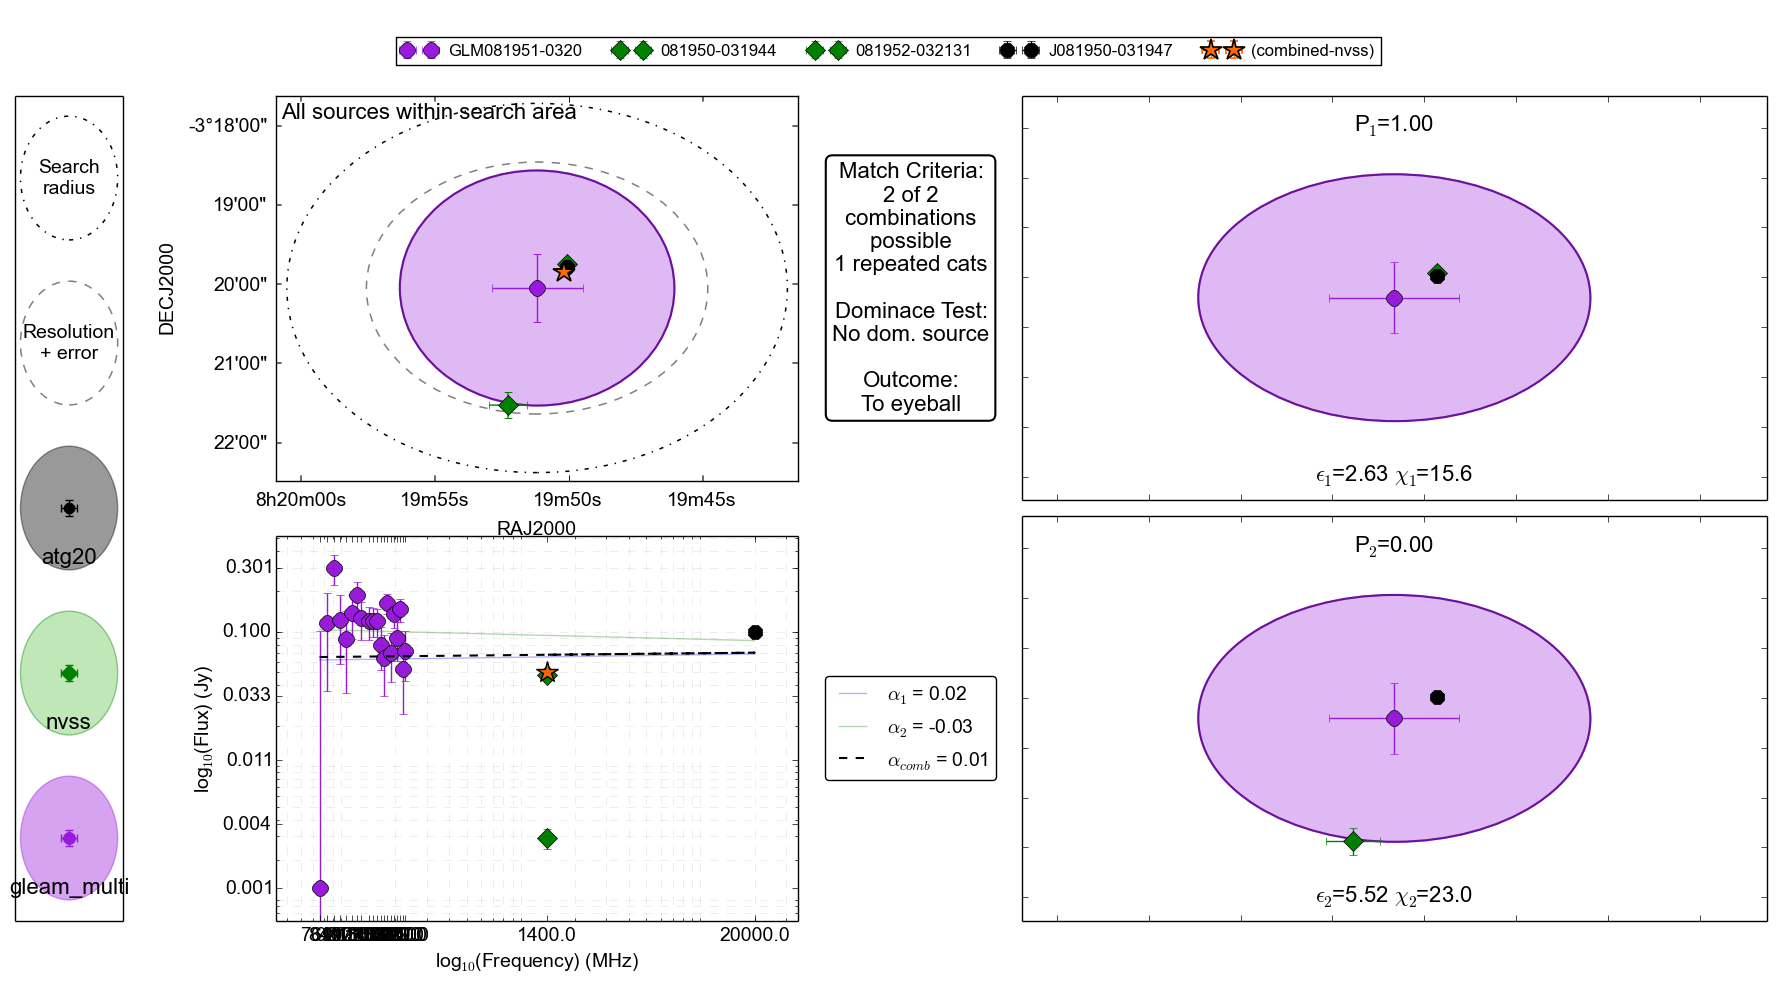 GLM081951-0320 081950-031944 081952-032131 J081950-031947 (combined-nvss)
Search
radius
Resolution
+ error
atg20
nvss
gleam_multi
All sources within search area
DECJ2000
-3°18'00"
19'00"
20'00"
21'00"
22'00"
8h20m00s 19m55s 19m50s 19m45s
RAJ2000
Match Criteria:
2 of 2
combinations
possible
1 repeated cats
Dominace Test:
No dom. source
Outcome:
To eyeball
P1=1.00
ϵ1=2.63 χ1=15.6
log10(Flux) (Jy)
0.301
0.100
0.033
0.011
0.004
0.001
1400.0 20000.0
log10(Frequency) (MHz)
α1 = 0.02
α2 = -0.03
αcomb = 0.01
P2=0.00
ϵ2=5.52 χ2=23.0